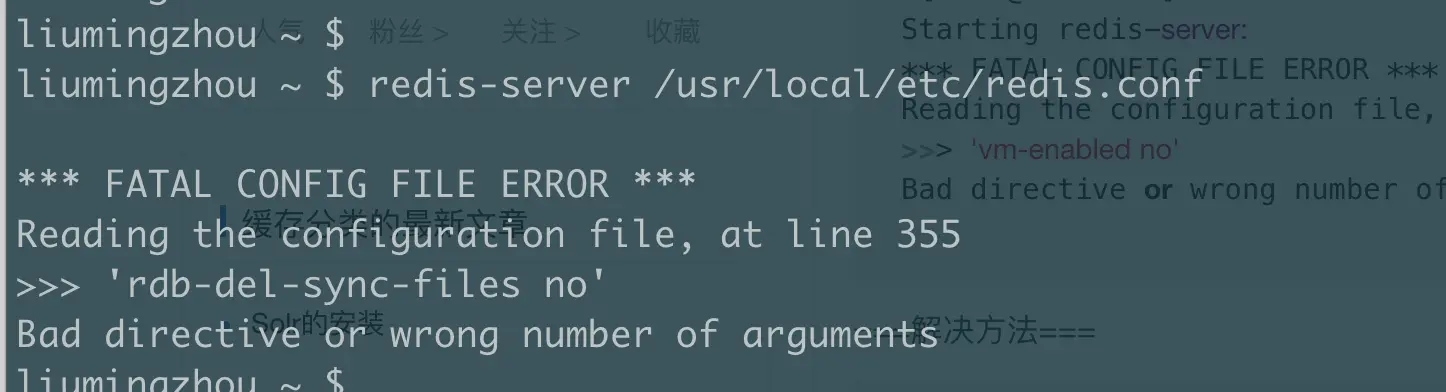 liumingzhou ~ $
liumingzhou ~ $ redis-server /usr/local/etc/redis.conf
*** FATAL CONFIG FILE ERROR ***
Reading the configuration file, at line 355
>>> 'rdb-del-sync-files no'
Bad directive or wrong number of arguments
liumingzhou ~ $
人气 粉丝 > 关注 > 收藏
缓存分类的最新文章
Solr的安装
Starting redis-server:
*** FATAL CONFIG FILE ERROR ***
Reading the configuration file,
>>> 'vm-enabled no'
Bad directive or wrong number of
解决方法===